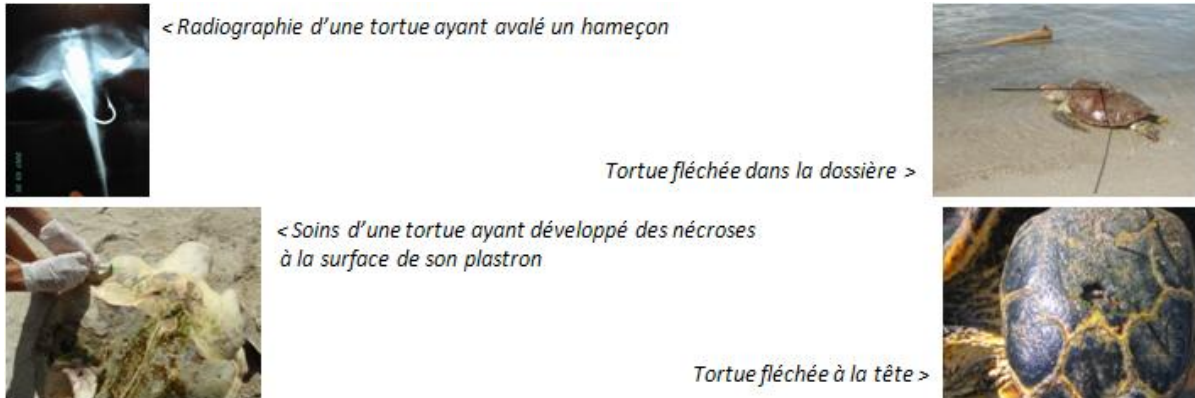 < Radiographie d'une tortue ayant avalé un hameçon
Tortue fléchée dans la dossière >
< Soins d'une tortue ayant développé des nécroses
à la surface de son plastron
Tortue fléchée à la tête >